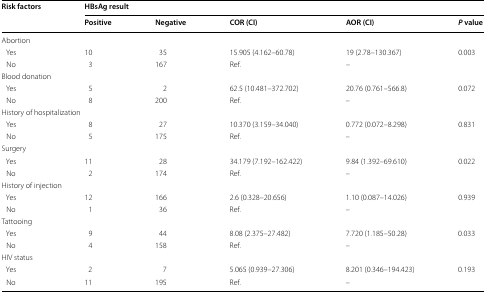 Risk factors HBsAg result
Positive Negative COR (CI) AOR (CI) P value
Abortion
Yes 10 35 15.905 (4.162–60.78) 19 (2.78–130.367) 0.003
No 3 167 Ref. –
Blood donation
Yes 5 2 62.5 (10.481–372.702) 20.76 (0.761–566.8) 0.072
No 8 200 Ref. –
History of hospitalization
Yes 8 27 10.370 (3.159–34.040) 0.772 (0.072–8.298) 0.831
No 5 175 Ref. –
Surgery
Yes 11 28 34.179 (7.192–162.422) 9.84 (1.392–69.610) 0.022
No 2 174 Ref. –
History of injection
Yes 12 166 2.6 (0.328–20.656) 1.10 (0.087–14.026) 0.939
No 1 36 Ref. –
Tattooing
Yes 9 44 8.08 (2.375–27.482) 7.720 (1.185–50.28) 0.033
No 4 158 Ref. –
HIV status
Yes 2 7 5.065 (0.939–27.306) 8.201 (0.346–194.423) 0.193
No 11 195 Ref. –